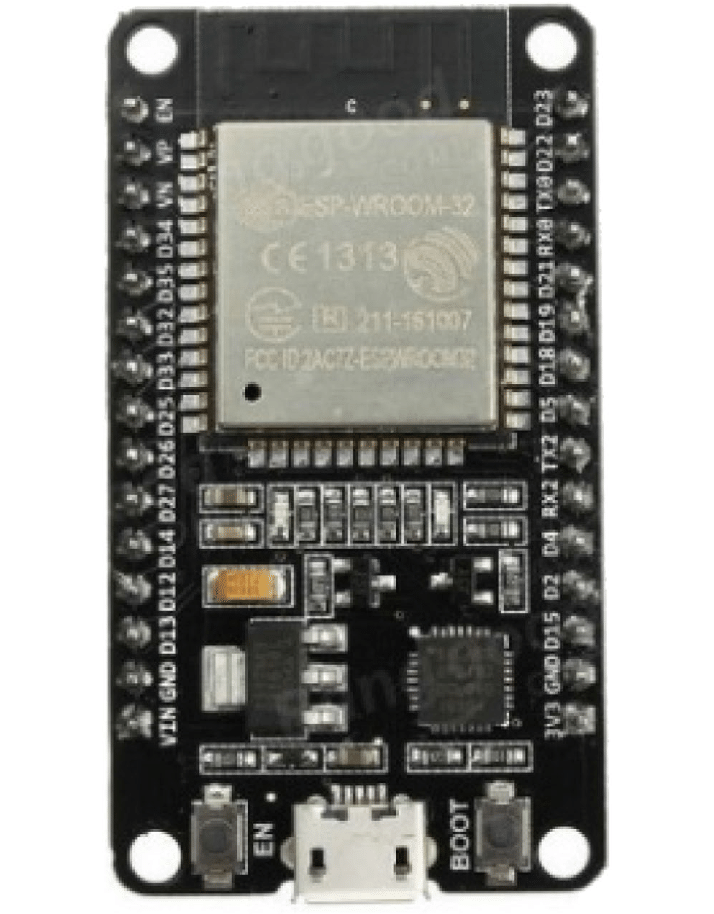 EN
VP
VN
D34
D35
D32
D33
D25
D26
D27
D14
D12
D13
GND
VIN
C
ESP-WROOM-32
CE1313
R 211-161007
FCC ID:2AC7Z-ESPWROOM32
D23
D22
TX0
RX0
D21
D19
D18
D5
TX2
RX2
D4
D2
D15
GND
3V3
EN
BOOT